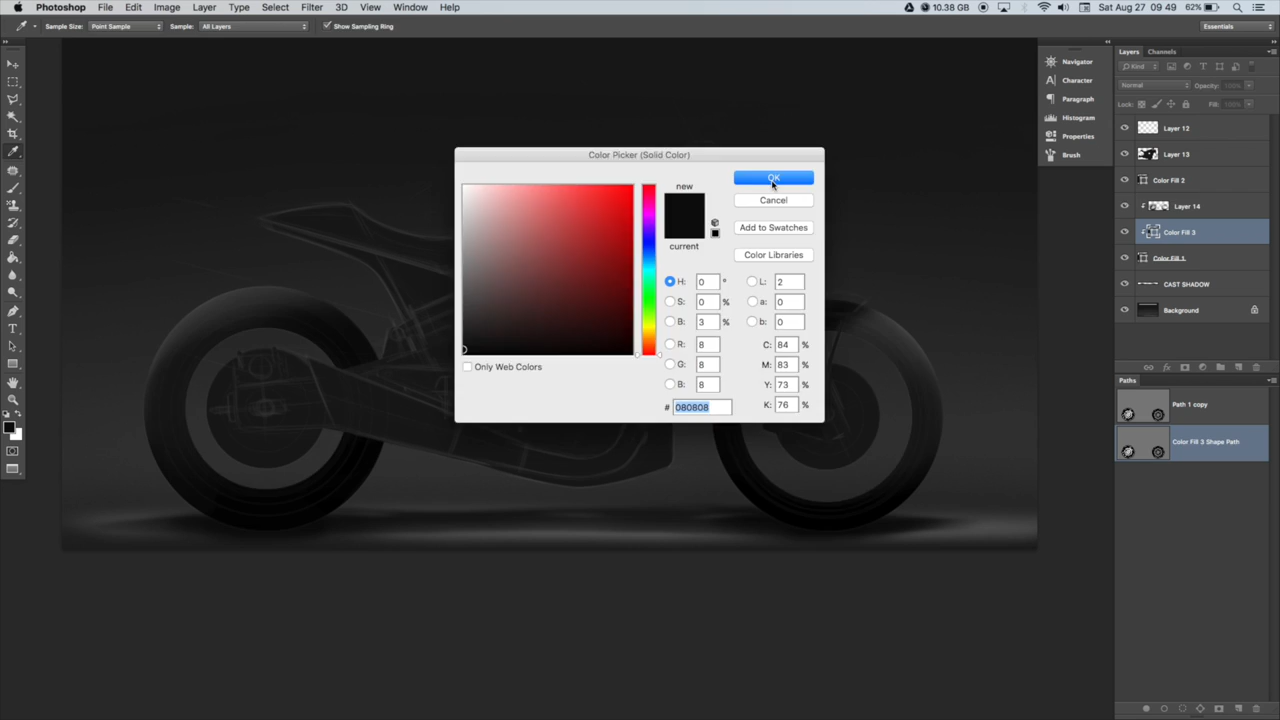 Photoshop File Edit Image Layer Type Select Filter 3D View Window Help 10.38 GB Sat Aug 27 09:49 62%
Sample Size: Point Sample Sample: All Layers Show Sampling Ring Essentials
Color Picker (Solid Color)
new
current
OK
Cancel
Add to Swatches
Color Libraries
H: 0 ° L: 2
S: 0 % a: 0
B: 3 % b: 0
R: 8 C: 84 %
G: 8 M: 83 %
B: 8 Y: 73 %
# 080808 K: 76 %
Only Web Colors
Navigator
Character
Paragraph
Histogram
Properties
Brush
Layers Channels
Kind
Normal Opacity: 100%
Lock: Fill: 100%
Layer 12
Layer 13
Color Fill 2
Layer 14
Color Fill 3
Color Fill 1
CAST SHADOW
Background
fx
Paths
Path 1 copy
Color Fill 3 Shape Path